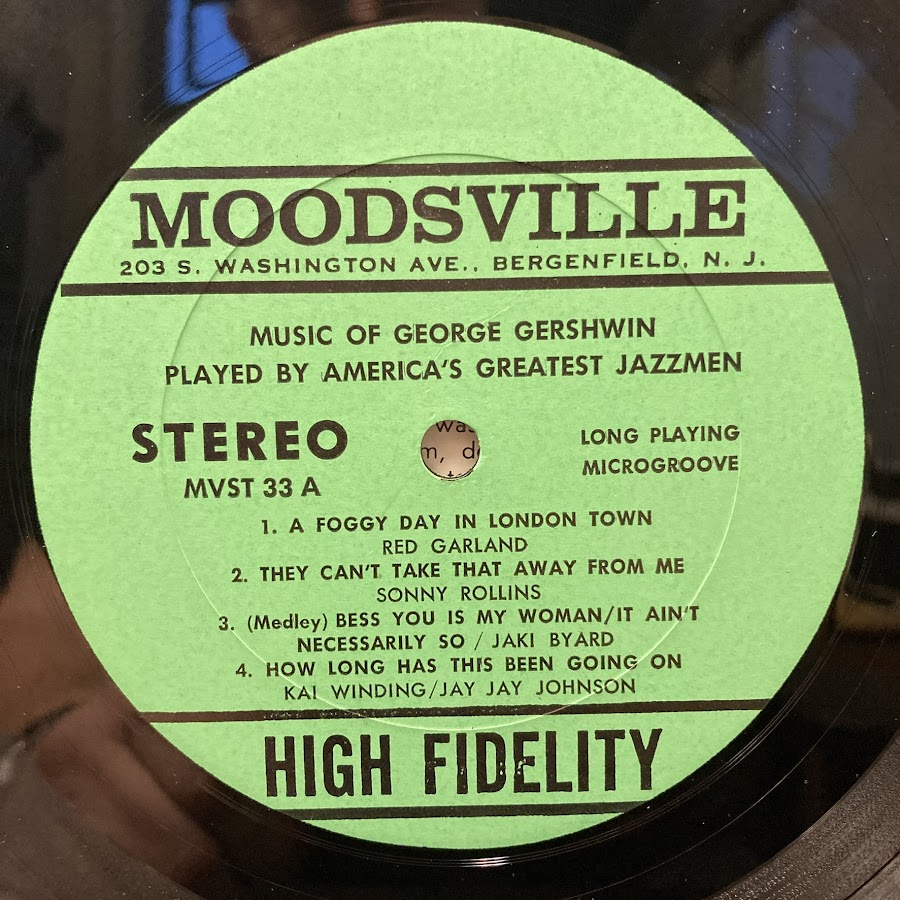 MOODSVILLE
203 S. WASHINGTON AVE., BERGENFIELD, N. J.
MUSIC OF GEORGE GERSHWIN
PLAYED BY AMERICA'S GREATEST JAZZMEN
STEREO
MVST 33 A
LONG PLAYING
MICROGROOVE
1. A FOGGY DAY IN LONDON TOWN
RED GARLAND
2. THEY CAN'T TAKE THAT AWAY FROM ME
SONNY ROLLINS
3. (Medley) BESS YOU IS MY WOMAN/IT AIN'T
NECESSARILY SO / JAKI BYARD
4. HOW LONG HAS THIS BEEN GOING ON
KAI WINDING/JAY JAY JOHNSON
HIGH FIDELITY